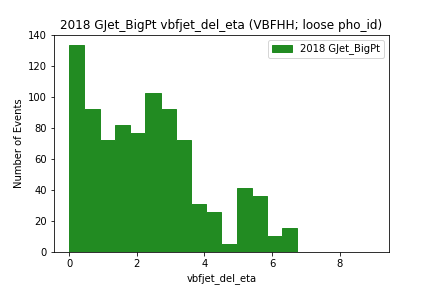 2018 GJet_BigPt vbfjet_del_eta (VBFHH; loose pho_id)
2018 GJet_BigPt
Number of Events
140
120
100
80
60
40
20
0
0 2 4 6 8
vbfjet_del_eta